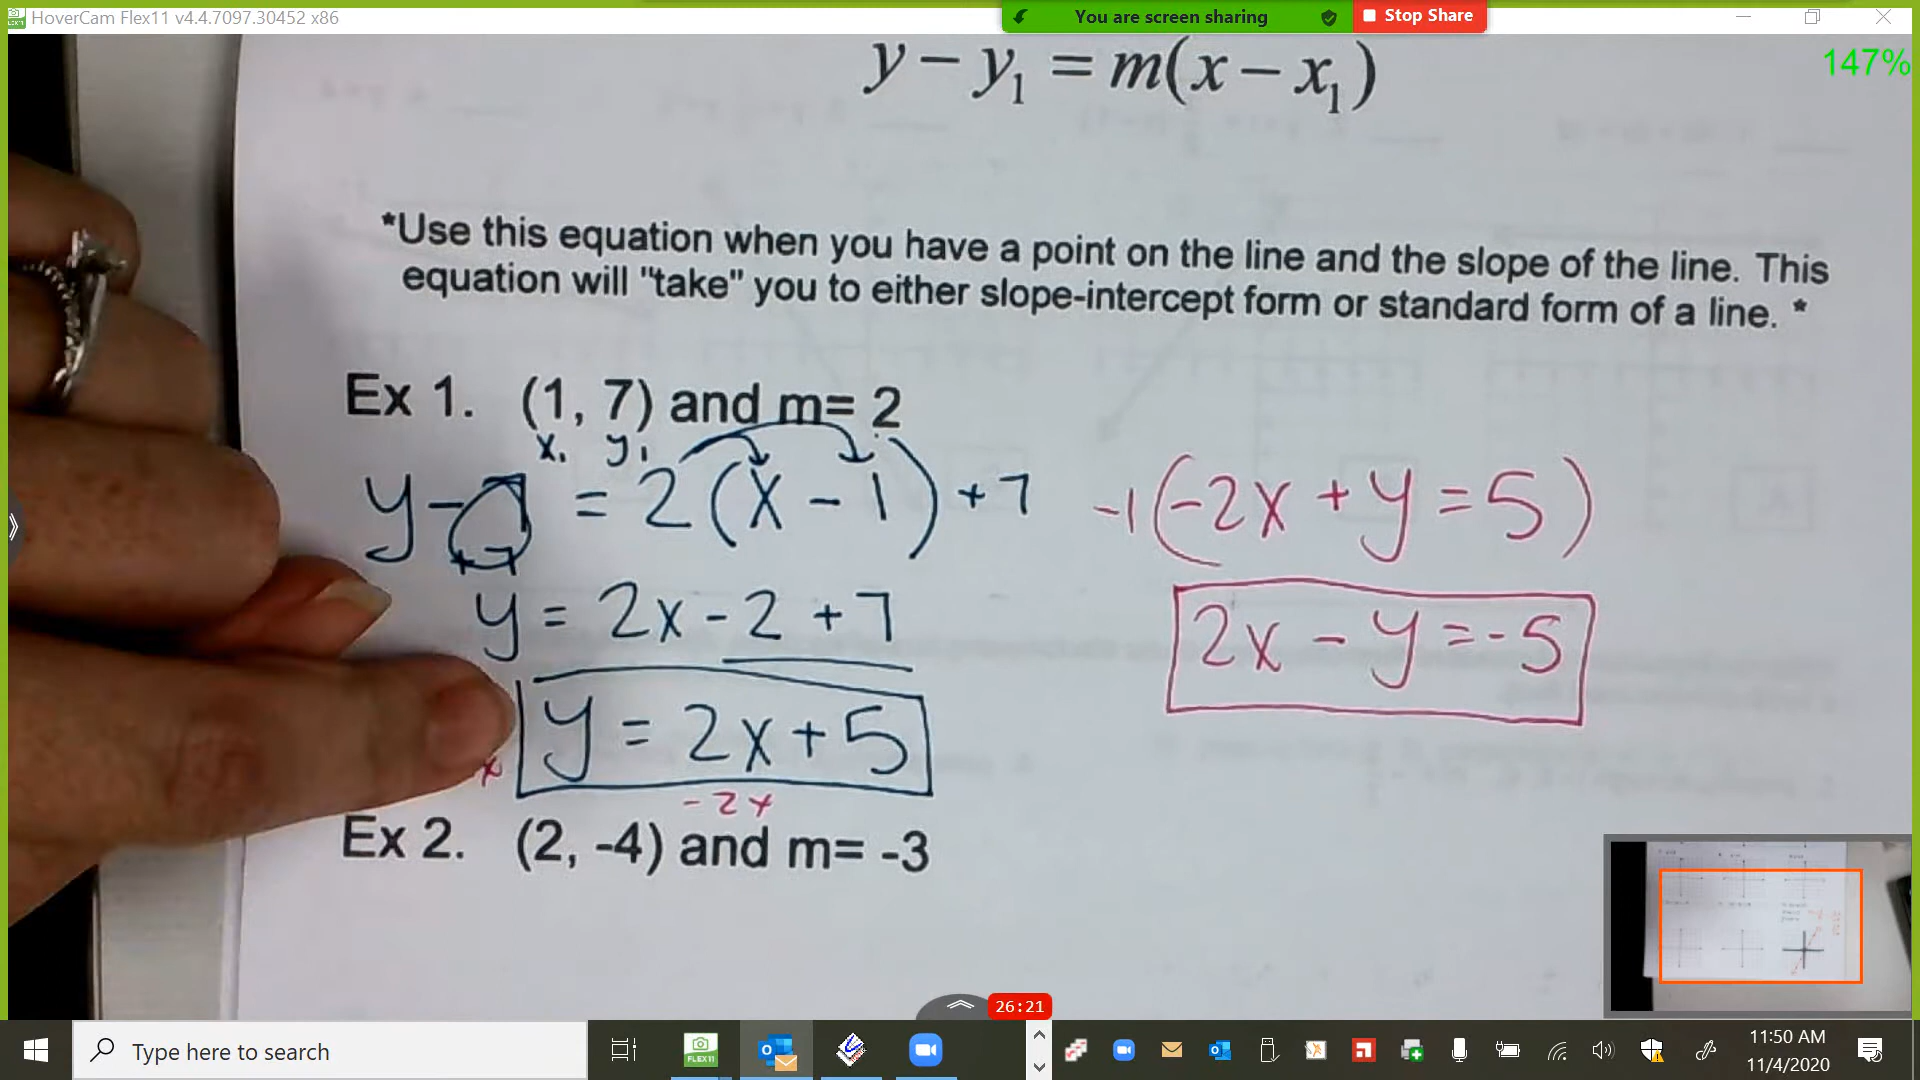 HoverCam Flex11 v4.4.7097.30452 x86
You are screen sharing
Stop Share
147%
y − y₁ = m(x − x₁)
*Use this equation when you have a point on the line and the slope of the line. This
equation will "take" you to either slope-intercept form or standard form of a line. *
Ex 1. (1, 7) and m= 2
x₁ y₁
y - 7 = 2(x - 1) + 7
+7
y = 2x - 2 + 7
y = 2x + 5
x
-2x
-1(-2x + y = 5)
2x - y = -5
Ex 2. (2, -4) and m= -3
26:21
Type here to search
FLEX11
11:50 AM
11/4/2020